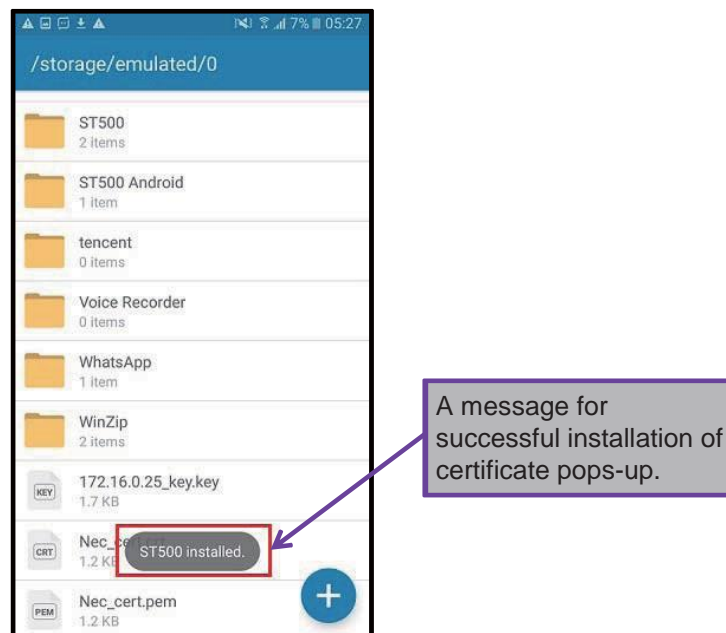 7% 05:27
/storage/emulated/0
ST500
2 items
ST500 Android
1 item
tencent
0 items
Voice Recorder
0 items
WhatsApp
1 item
WinZip
2 items
KEY
172.16.0.25_key.key
1.7 KB
CRT
1.2
ST500 installed.
PEM
Nec_cert.pem
1.2 KB
+
A message for
successful installation of
certificate pops-up.